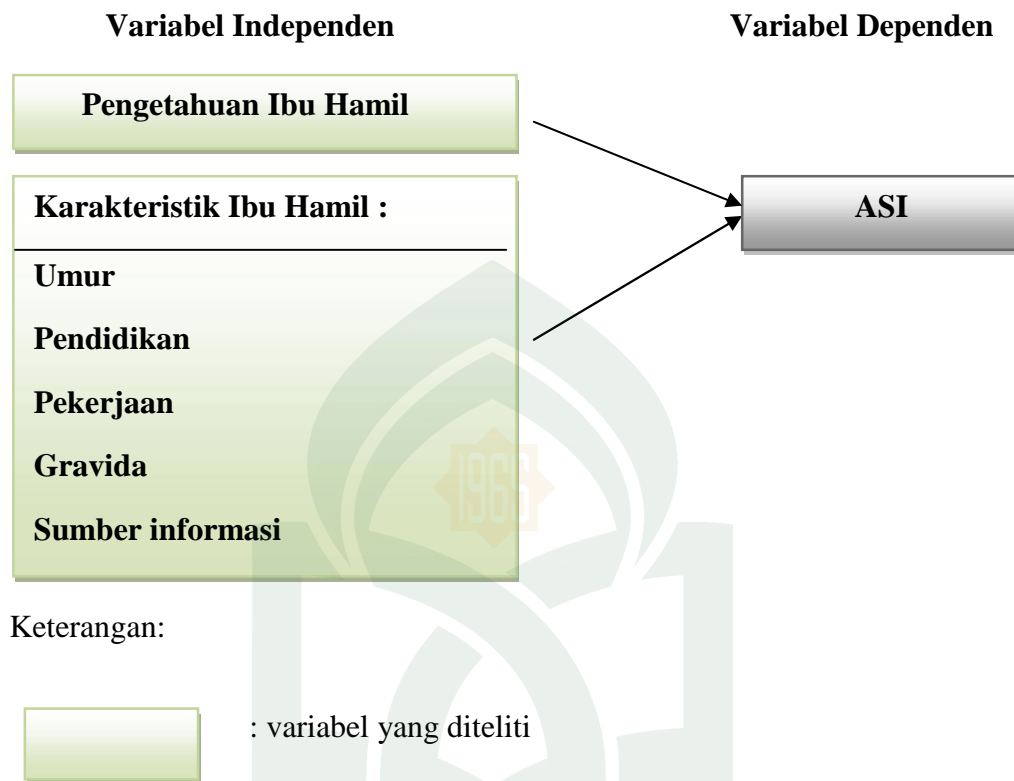 Variabel Independen Variabel Dependen
Pengetahuan Ibu Hamil
Karakteristik Ibu Hamil :
ASI
Umur
Pendidikan
Pekerjaan
Gravida
1965
Sumber informasi
Keterangan:
: variabel yang diteliti